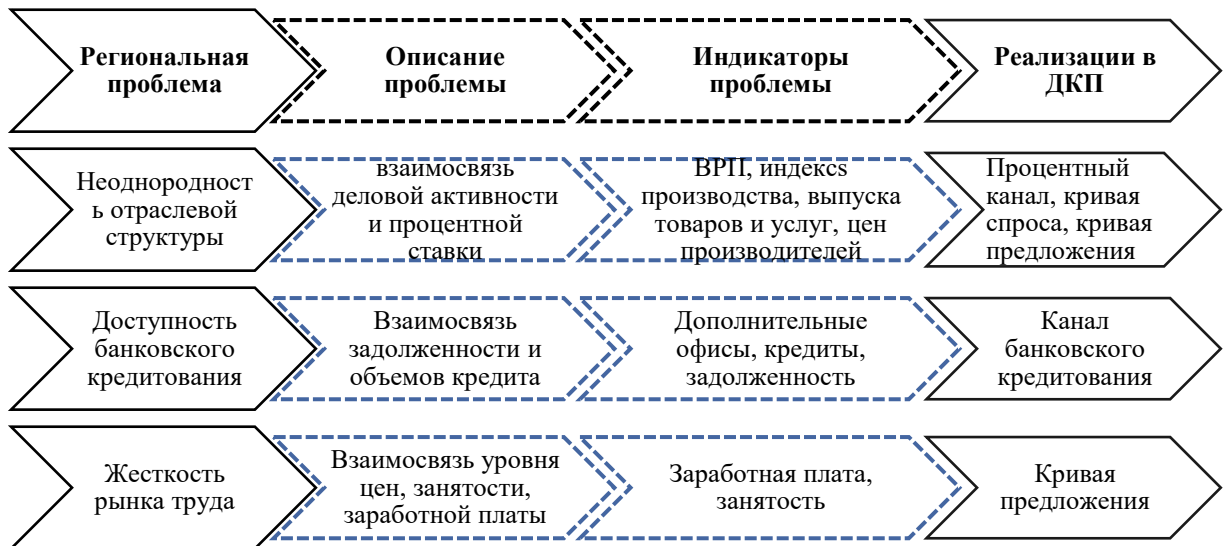 Региональная
проблема
Описание
проблемы
Индикаторы
проблемы
Реализации в
ДКП
Неоднородност
ь отраслевой
структуры
взаимосвязь
деловой активности
и процентной
ставки
ВРП, индексs
производства, выпуска
товаров и услуг, цен
производителей
Процентный
канал, кривая
спроса, кривая
предложения
Доступность
банковского
кредитования
Взаимосвязь
задолженности и
объемов кредита
Дополнительные
офисы, кредиты,
задолженность
Канал
банковского
кредитования
Жесткость
рынка труда
Взаимосвязь уровня
цен, занятости,
заработной платы
Заработная плата,
занятость
Кривая
предложения